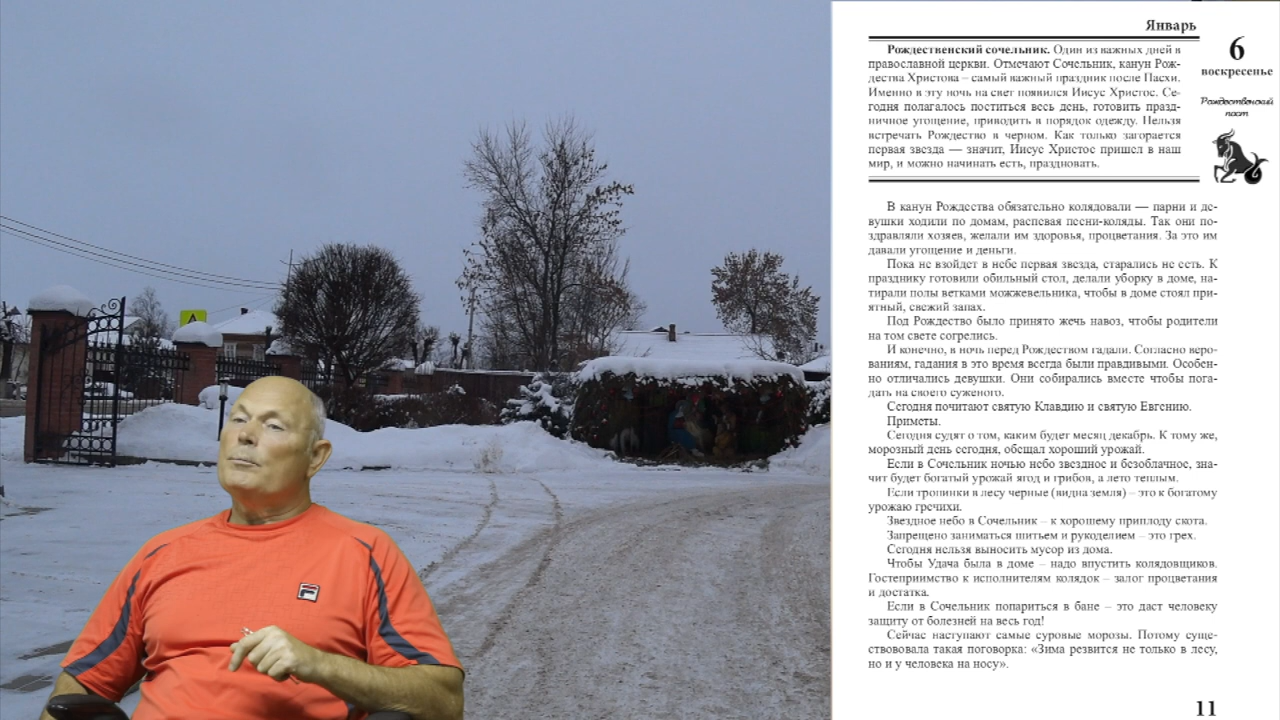 Январь
6
воскресенье
Рождественский
пост
Рождественский сочельник. Один из важных дней в
православной церкви. Отмечают Сочельник, канун Рож-
дества Христова – самый важный праздник после Пасхи.
Именно в эту ночь на свет появился Иисус Христос. Се-
годня полагалось поститься весь день, готовить празд-
ничное угощение, приводить в порядок одежду. Нельзя
встречать Рождество в черном. Как только загорается
первая звезда — значит, Иисус Христос пришел в наш
мир, и можно начинать есть, праздновать.
В канун Рождества обязательно колядовали — парни и де-
вушки ходили по домам, распевая песни-коляды. Так они по-
здравляли хозяев, желали им здоровья, процветания. За это им
давали угощение и деньги.
Пока не взойдет в небе первая звезда, старались не есть. К
празднику готовили обильный стол, делали уборку в доме, на-
тирали полы ветками можжевельника, чтобы в доме стоял при-
ятный, свежий запах.
Под Рождество было принято жечь навоз, чтобы родители
на том свете согрелись.
И конечно, в ночь перед Рождеством гадали. Согласно веро-
ваниям, гадания в это время всегда были правдивыми. Особен-
но отличались девушки. Они собирались вместе чтобы пога-
дать на своего суженого.
Сегодня почитают святую Клавдию и святую Евгению.
Приметы.
Сегодня судят о том, каким будет месяц декабрь. К тому же,
морозный день сегодня, обещал хороший урожай.
Если в Сочельник ночью небо звездное и безоблачное, зна-
чит будет богатый урожай ягод и грибов, а лето теплым.
Если тропинки в лесу черные (видна земля) – это к богатому
урожаю гречихи.
Звездное небо в Сочельник – к хорошему приплоду скота.
Запрещено заниматься шитьем и рукоделием – это грех.
Сегодня нельзя выносить мусор из дома.
Чтобы Удача была в доме – надо впустить колядовщиков.
Гостеприимство к исполнителям колядок – залог процветания
и достатка.
Если в Сочельник попариться в бане – это даст человеку
защиту от болезней на весь год!
Сейчас наступают самые суровые морозы. Потому суще-
ствововала такая поговорка: «Зима резвится не только в лесу,
но и у человека на носу».
11